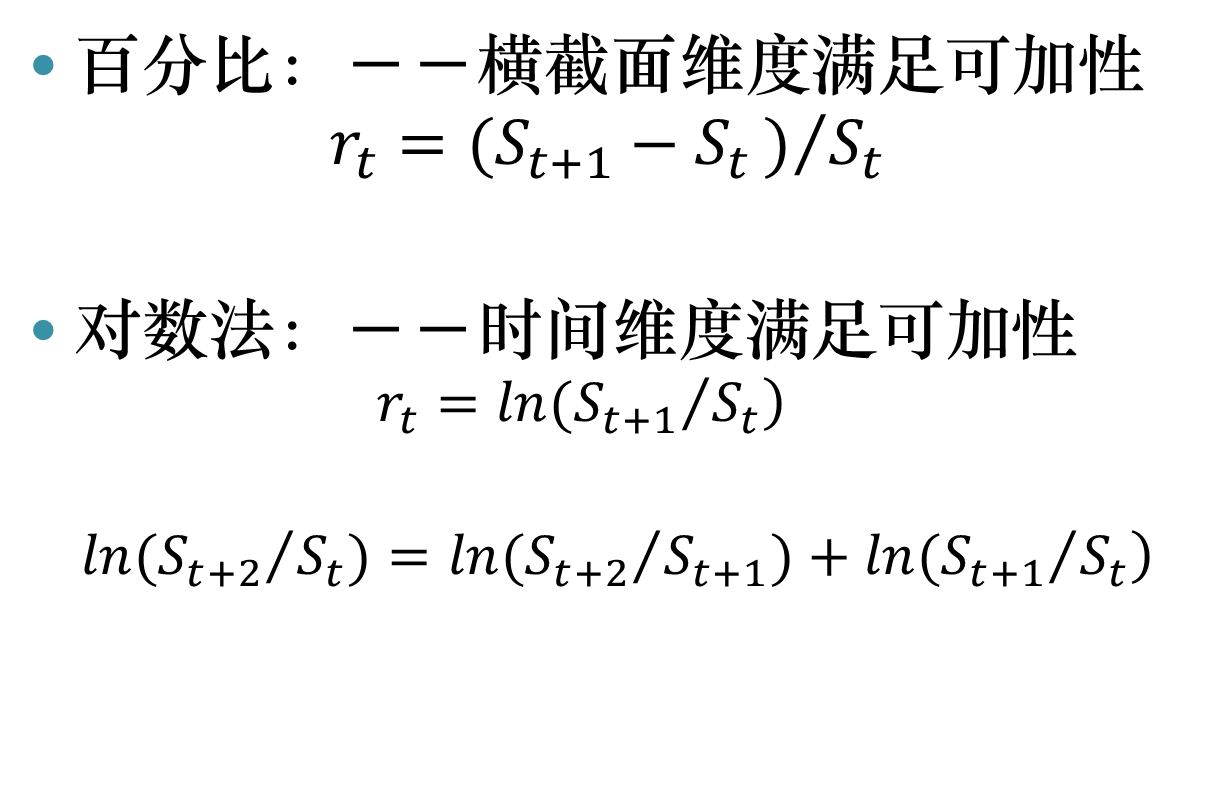 • 百分比：－－横截面维度满足可加性
r_t = (S_{t+1} − S_t )/S_t
• 对数法：－－时间维度满足可加性
r_t = ln(S_{t+1}/S_t)
ln(S_{t+2}/S_t) = ln(S_{t+2}/S_{t+1}) + ln(S_{t+1}/S_t)